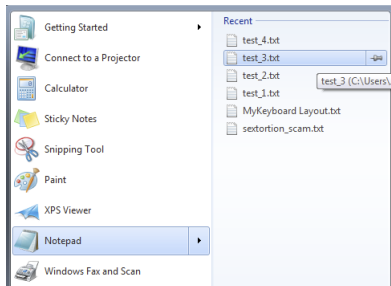 Getting Started
Connect to a Projector
Calculator
Sticky Notes
Snipping Tool
Paint
XPS Viewer
Notepad
Windows Fax and Scan
Recent
test_4.txt
test_3.txt
test_2.txt
test_3 (C:\Users\
test_1.txt
MyKeyboard Layout.txt
sextortion_scam.txt